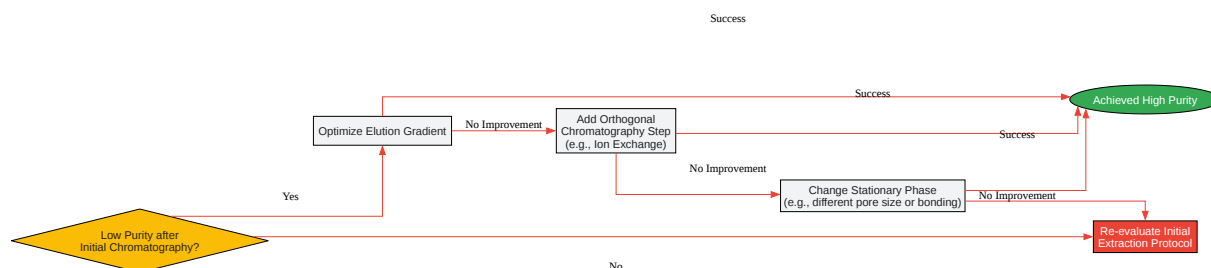 Success
Success
Achieved High Purity
Optimize Elution Gradient
No Improvement
Add Orthogonal
Chromatography Step
(e.g., Ion Exchange)
Success
No Improvement
Change Stationary Phase
(e.g., different pore size or bonding)
No Improvement
Yes
Low Purity after
Initial Chromatography?
Re-evaluate Initial
Extraction Protocol
No